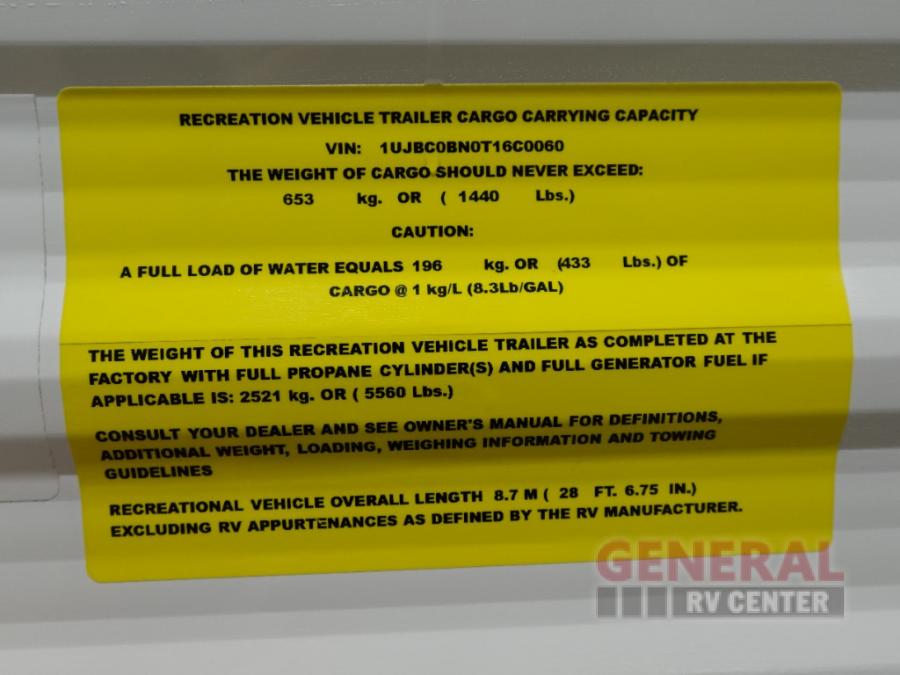 RECREATION VEHICLE TRAILER CARGO CARRYING CAPACITY
VIN: 1UJBC0BN0T16C0060
THE WEIGHT OF CARGO SHOULD NEVER EXCEED:
653 kg. OR ( 1440 Lbs.)
CAUTION:
A FULL LOAD OF WATER EQUALS 196 kg. OR (433 Lbs.) OF
CARGO @ 1 kg/L (8.3Lb/GAL)
THE WEIGHT OF THIS RECREATION VEHICLE TRAILER AS COMPLETED AT THE
FACTORY WITH FULL PROPANE CYLINDER(S) AND FULL GENERATOR FUEL IF
APPLICABLE IS: 2521 kg. OR ( 5560 Lbs.)
CONSULT YOUR DEALER AND SEE OWNER'S MANUAL FOR DEFINITIONS,
ADDITIONAL WEIGHT, LOADING, WEIGHING INFORMATION AND TOWING
GUIDELINES
RECREATIONAL VEHICLE OVERALL LENGTH 8.7 M ( 28 FT. 6.75 IN.)
EXCLUDING RV APPURTENANCES AS DEFINED BY THE RV MANUFACTURER.
GENERAL
RV CENTER